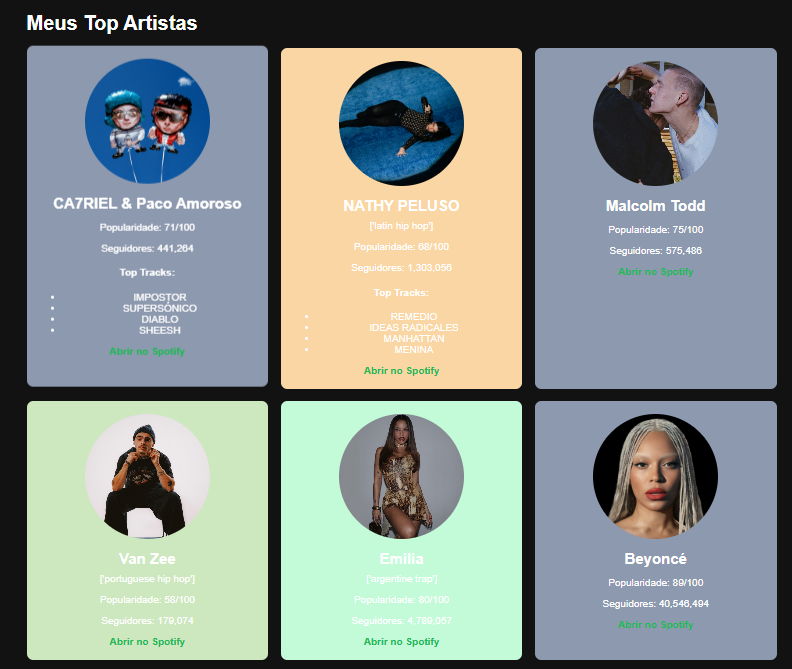 Meus Top Artistas
CA7RIEL & Paco Amoroso
Popularidade: 71/100
Seguidores: 441,264
Top Tracks:
IMPOSTOR
SUPERSÓNICO
DIABLO
SHEESH
Abrir no Spotify
NATHY PELUSO
['latin hip hop']
Popularidade: 68/100
Seguidores: 1,303,056
Top Tracks:
REMEDIO
IDEAS RADICALES
MANHATTAN
MENINA
Abrir no Spotify
Malcolm Todd
Popularidade: 75/100
Seguidores: 575,486
Abrir no Spotify
Van Zee
['portuguese hip hop']
Popularidade: 58/100
Seguidores: 179,074
Abrir no Spotify
Emilia
['argentine trap']
Popularidade: 80/100
Seguidores: 4,789,057
Abrir no Spotify
Beyoncé
Popularidade: 89/100
Seguidores: 40,546,494
Abrir no Spotify